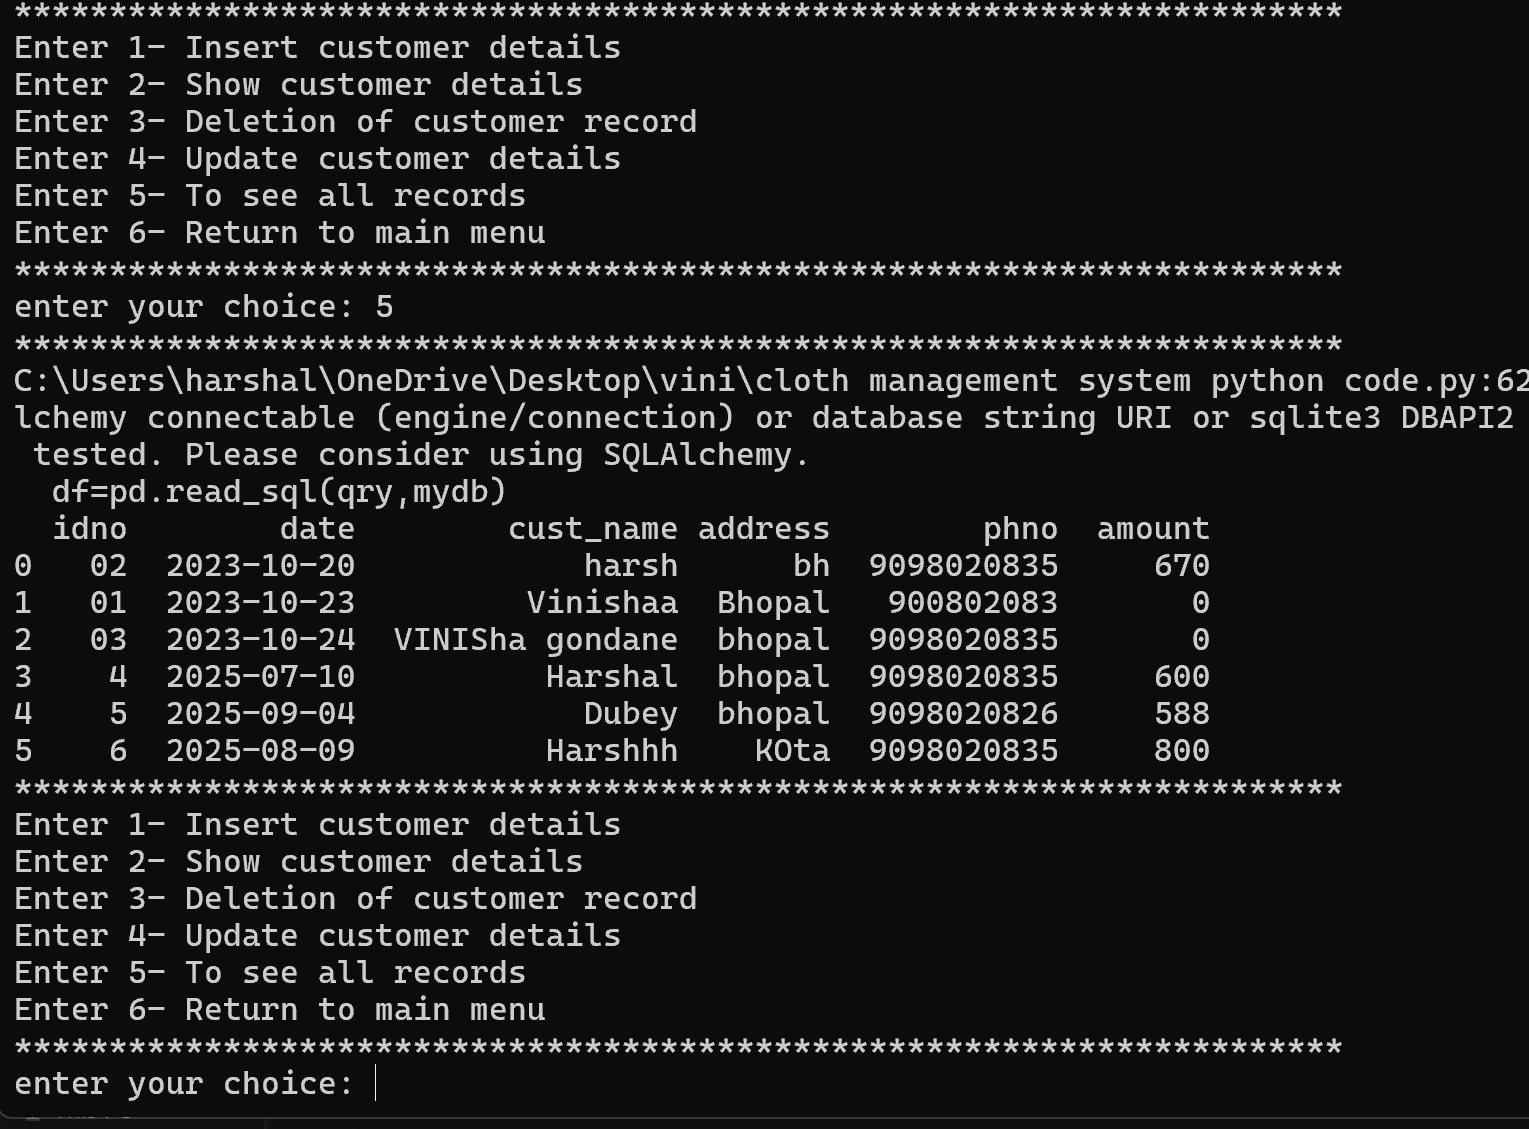 **********************************************************************
Enter 1- Insert customer details
Enter 2- Show customer details
Enter 3- Deletion of customer record
Enter 4- Update customer details
Enter 5- To see all records
Enter 6- Return to main menu
**********************************************************************
enter your choice: 5
**********************************************************************
C:\Users\harshal\OneDrive\Desktop\vini\cloth management system python code.py:62
lchemy connectable (engine/connection) or database string URI or sqlite3 DBAPI2
 tested. Please consider using SQLAlchemy.
  df=pd.read_sql(qry,mydb)
  idno        date        cust_name address        phno  amount
0   02  2023-10-20            harsh      bh  9098020835     670
1   01  2023-10-23         Vinishaa  Bhopal   900802083       0
2   03  2023-10-24  VINISha gondane  bhopal  9098020835       0
3    4  2025-07-10          Harshal  bhopal  9098020835     600
4    5  2025-09-04            Dubey  bhopal  9098020826     588
5    6  2025-08-09          Harshhh    KOta  9098020835     800
**********************************************************************
Enter 1- Insert customer details
Enter 2- Show customer details
Enter 3- Deletion of customer record
Enter 4- Update customer details
Enter 5- To see all records
Enter 6- Return to main menu
**********************************************************************
enter your choice: